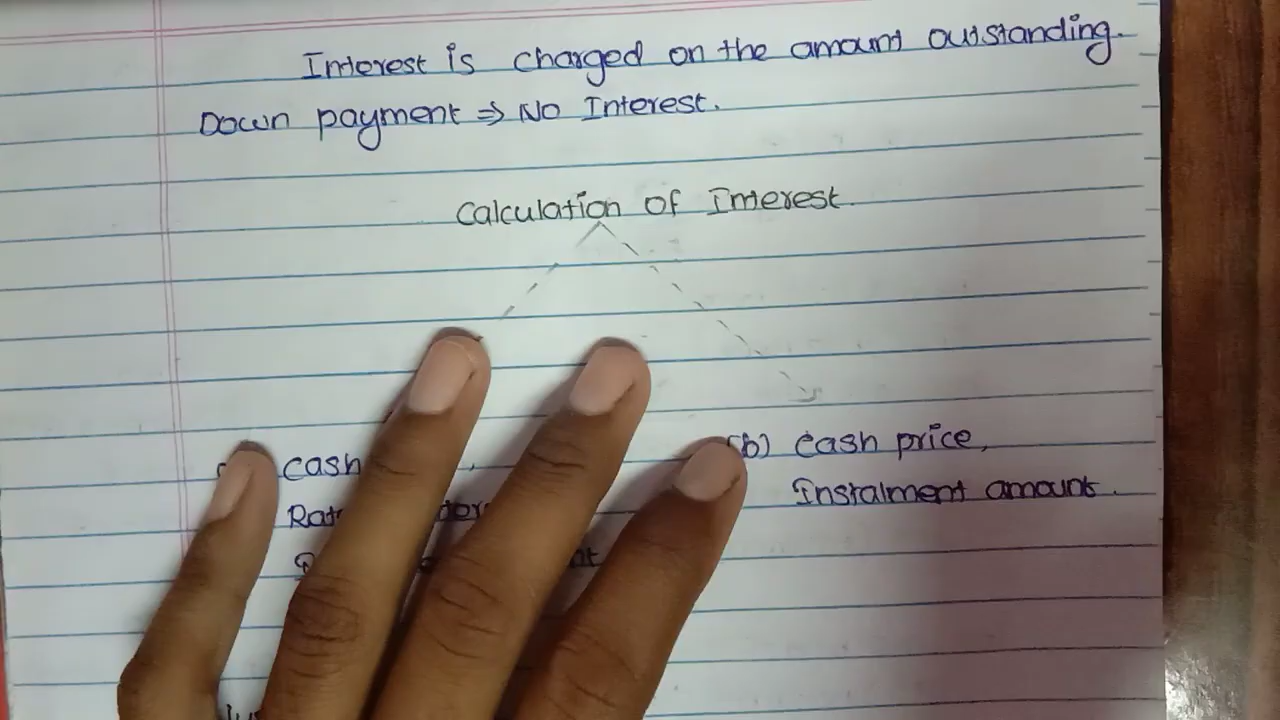 Interest is charged on the amount outstanding.
Down payment ⇒ No Interest.
Calculation of Interest.
cash
(b) Cash price,
Instalment amount.